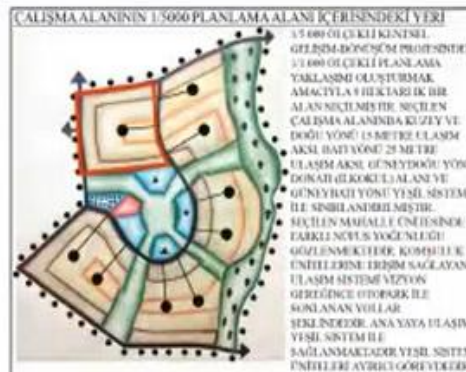 ÇALIŞMA ALANININ 1/5000 PLANLAMA ALANI İÇERİSİNDEKİ YERİ
1/5.000 ÖLÇEKLİ KENTSEL
GELİŞİM-DÖNÜŞÜM PROJESİNDE
1/1.000 ÖLÇEKLİ PLANLAMA
YAKLAŞIMI OLUŞTURMAK
AMACIYLA 9 HEKTARLIK BİR
ALAN SEÇİLMİŞTİR. SEÇİLEN
ÇALIŞMA ALANINDA KUZEY VE
DOĞU YÖNÜ 15 METRE ULAŞIM
AKSI, BATI YÖNÜ 25 METRE
ULAŞIM AKSI, GÜNEYDOĞU YÖN
DONATI (İLKOKUL) ALANI VE
GÜNEYBATI YÖNÜ YEŞİL SİSTEM
İLE SINIRLANDIRILMIŞTIR.
SEÇİLEN MAHALLE ÜNİTESİNDE
FARKLI NÜFUS YOĞUNLUĞU
GÖZLENMEKTEDİR. KOMŞULUK
ÜNİTELERİNE ERİŞİM SAĞLAYAN
ULAŞIM SİSTEMİ VİZYON
GEREĞİNCE OTOPARK İLE
SONLANAN YOLLAR
ŞEKLİNDEDİR. ANA YAYA ULAŞIM
YEŞİL SİSTEM İLE
SAĞLANMAKTADIR. YEŞİL SİSTEM
ÜNİTELERİ AYIRICI GÖREVDEDİR